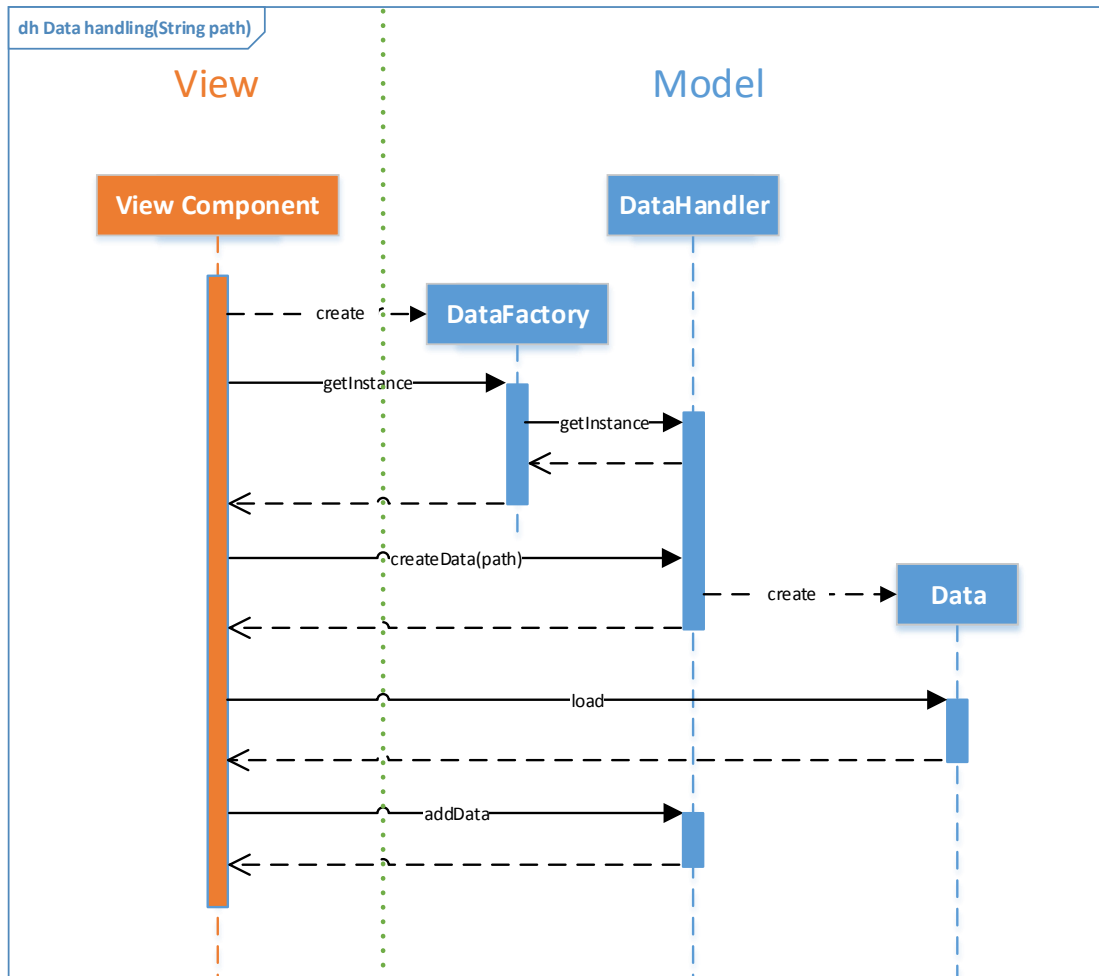 dh Data handling(String path)
View
Model
View Component
DataHandler
create
DataFactory
getInstance
getInstance
createData(path)
create
Data
load
addData